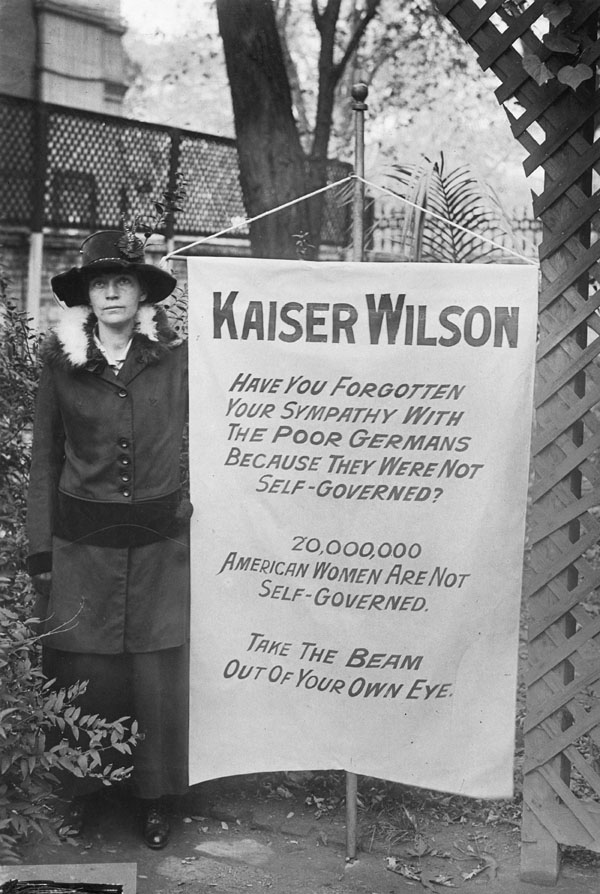 KAISER WILSON
HAVE YOU FORGOTTEN
YOUR SYMPATHY WITH
THE POOR GERMANS
BECAUSE THEY WERE NOT
SELF-GOVERNED?
20,000,000
AMERICAN WOMEN ARE NOT
SELF-GOVERNED.
TAKE THE BEAM
OUT OF YOUR OWN EYE.